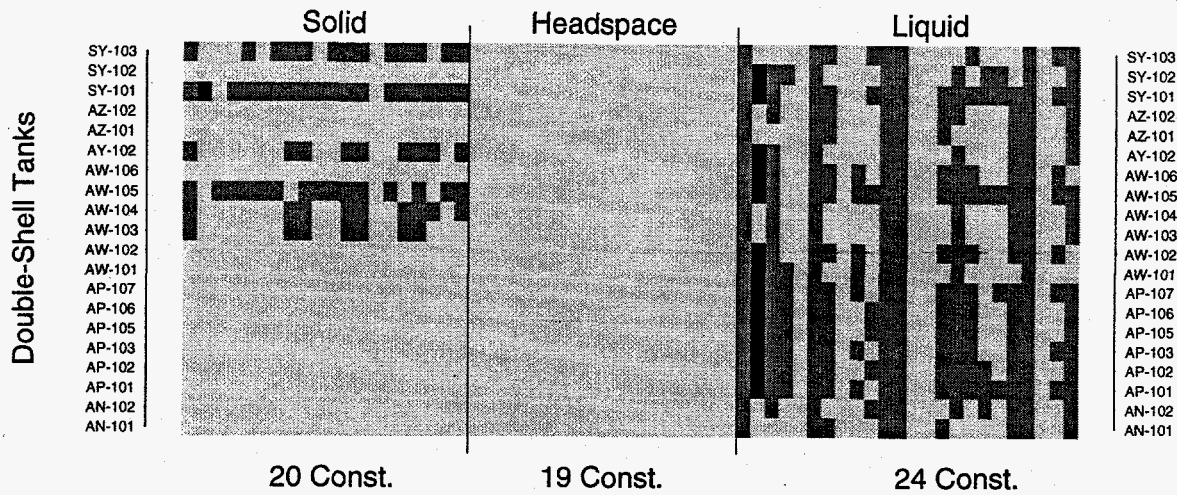 Solid Headspace Liquid
Double-Shell Tanks
SY-103 SY-103
SY-102 SY-102
SY-101 SY-101
AZ-102 AZ-102
AZ-101 AZ-101
AY-102 AY-102
AW-106 AW-106
AW-105 AW-105
AW-104 AW-104
AW-103 AW-103
AW-102 AW-102
AW-101 AW-101
AP-107 AP-107
AP-106 AP-106
AP-105 AP-105
AP-103 AP-103
AP-102 AP-102
AP-101 AP-101
AN-102 AN-102
AN-101 AN-101
20 Const. 19 Const. 24 Const.